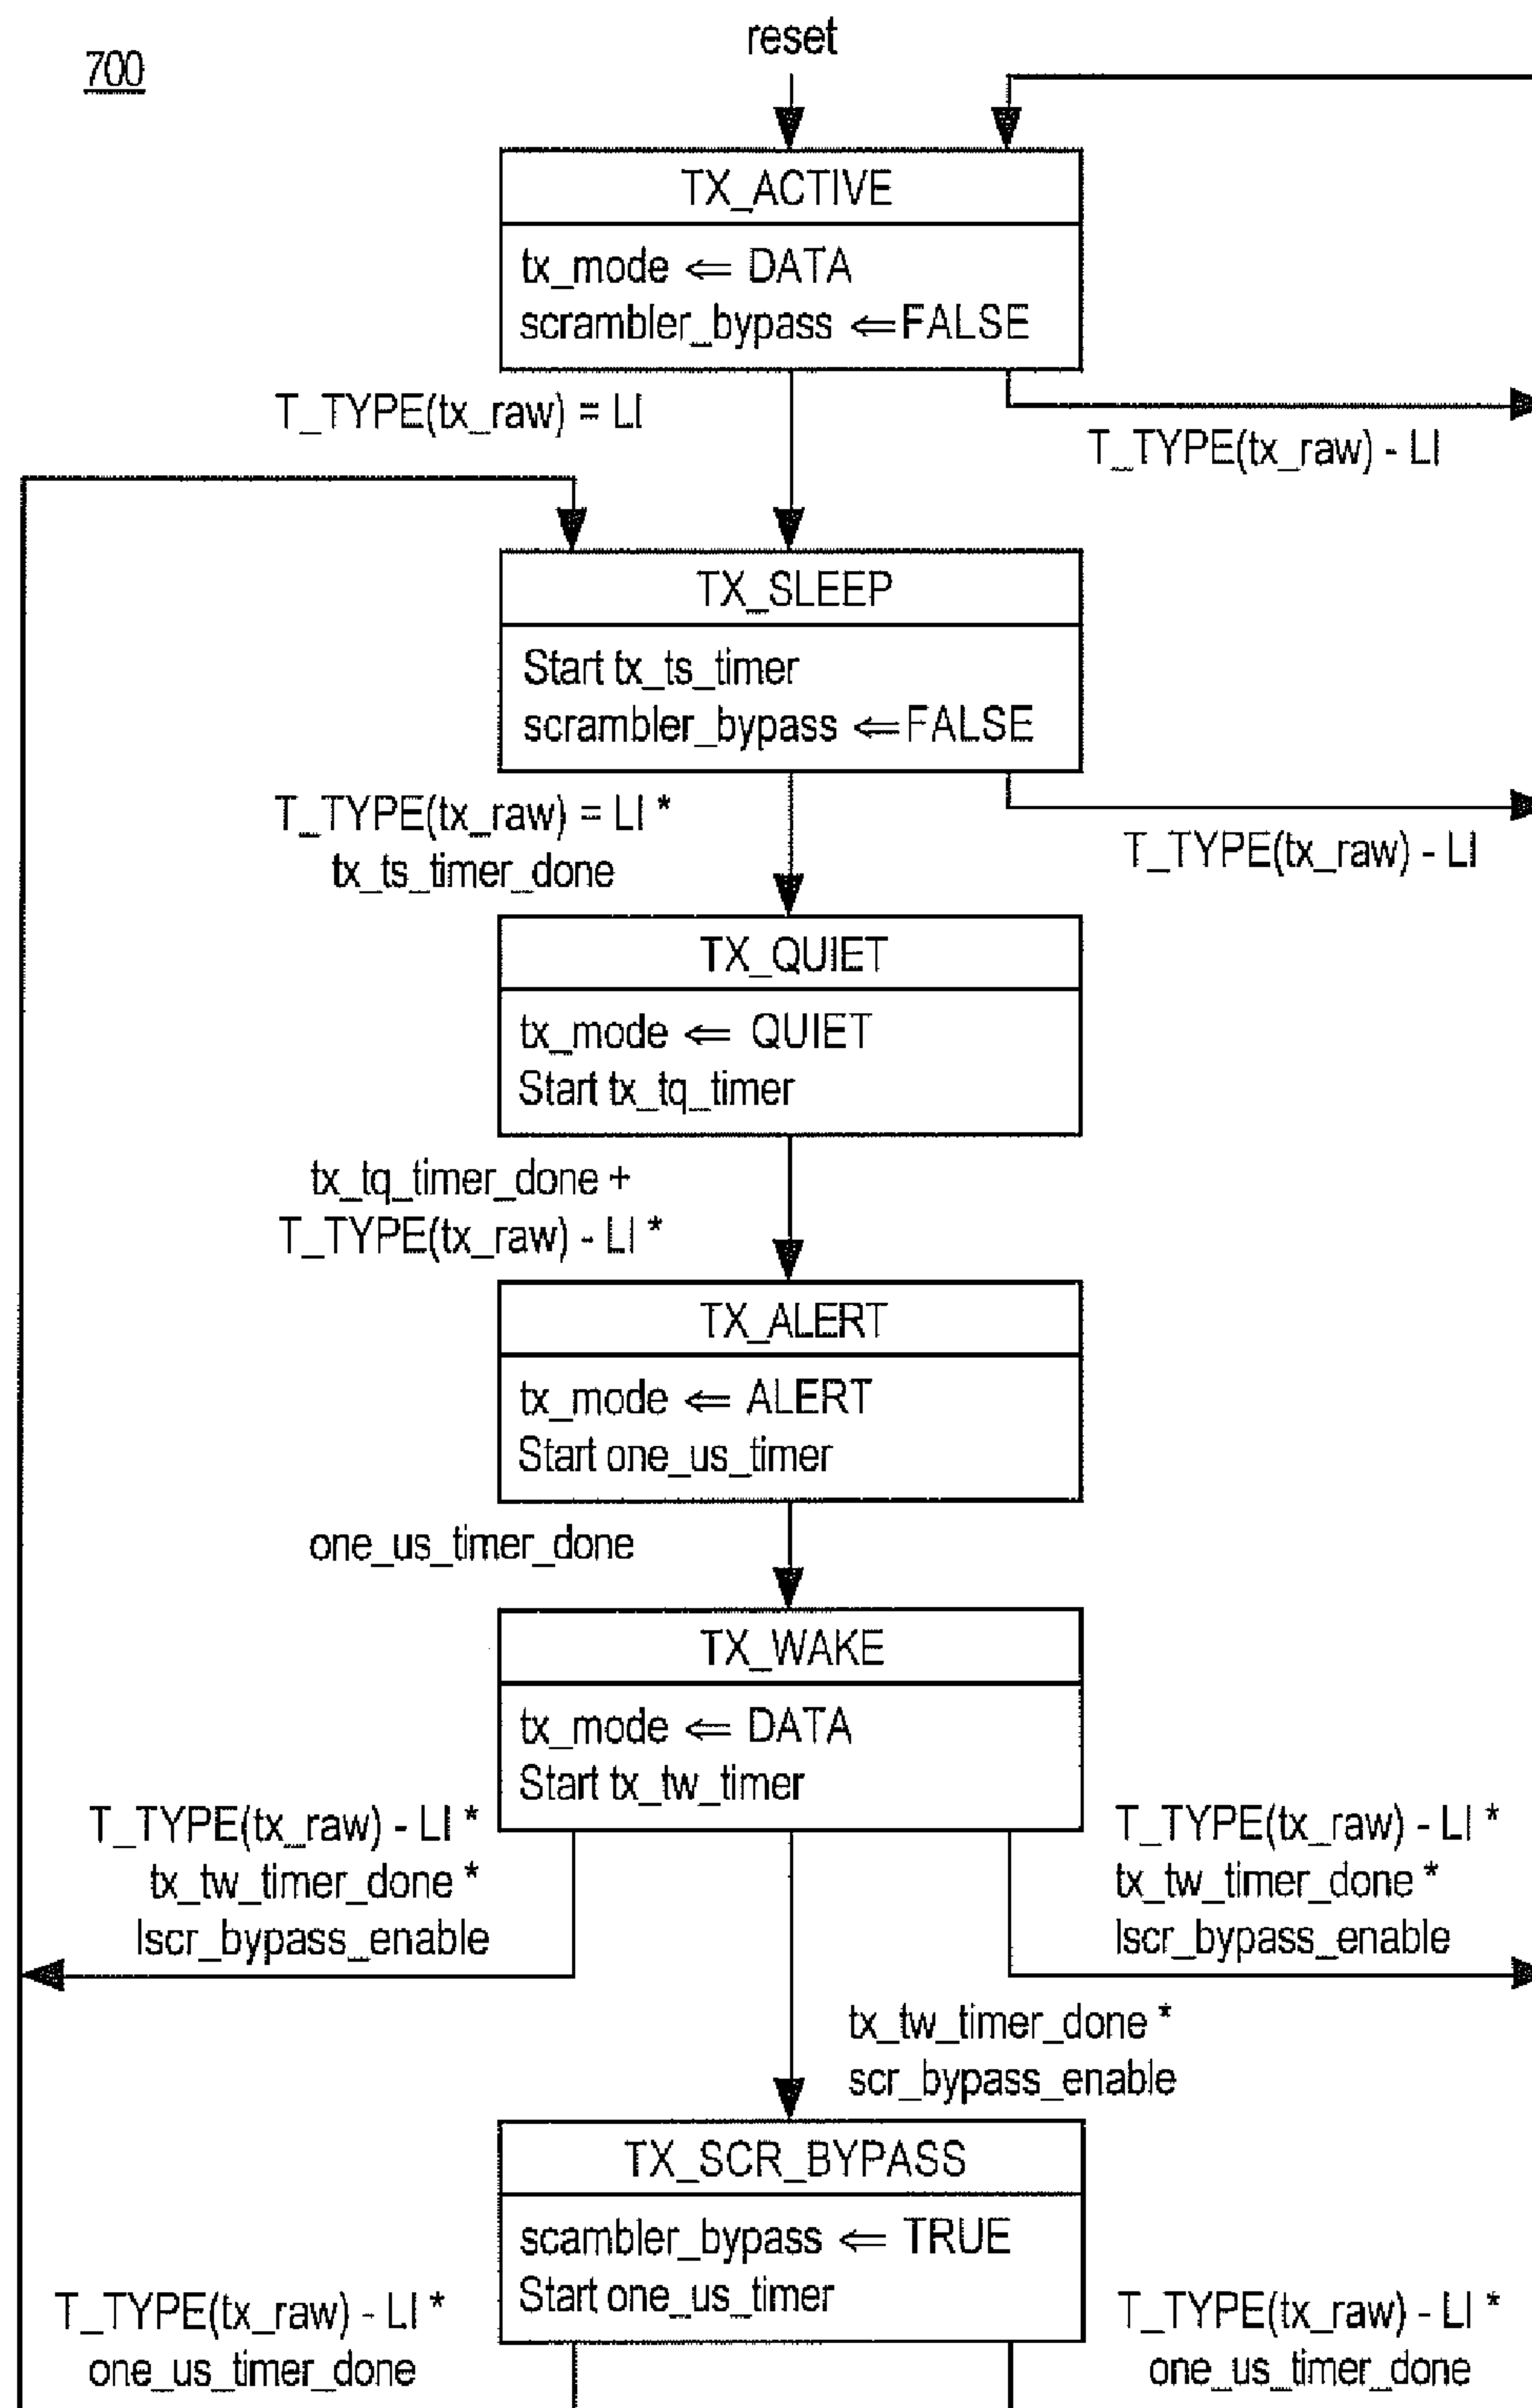 700
reset
TX_ACTIVE
tx_mode ⇐ DATA
scrambler_bypass ⇐FALSE
T_TYPE(tx_raw) = LI
T_TYPE(tx_raw) - LI
TX_SLEEP
Start tx_ts_timer
scrambler_bypass ⇐FALSE
T_TYPE(tx_raw) = LI *
tx_ts_timer_done
T_TYPE(tx_raw) - LI
TX_QUIET
tx_mode ⇐ QUIET
Start tx_tq_timer
tx_tq_timer_done +
T_TYPE(tx_raw) - LI *
TX_ALERT
tx_mode ⇐ ALERT
Start one_us_timer
one_us_timer_done
TX_WAKE
tx_mode ⇐ DATA
Start tx_tw_timer
T_TYPE(tx_raw) - LI *
tx_tw_timer_done *
lscr_bypass_enable
T_TYPE(tx_raw) - LI *
tx_tw_timer_done *
lscr_bypass_enable
tx_tw_timer_done *
scr_bypass_enable
TX_SCR_BYPASS
scambler_bypass ⇐ TRUE
Start one_us_timer
T_TYPE(tx_raw) - LI *
one_us_timer_done
T_TYPE(tx_raw) - LI *
one_us_timer_done